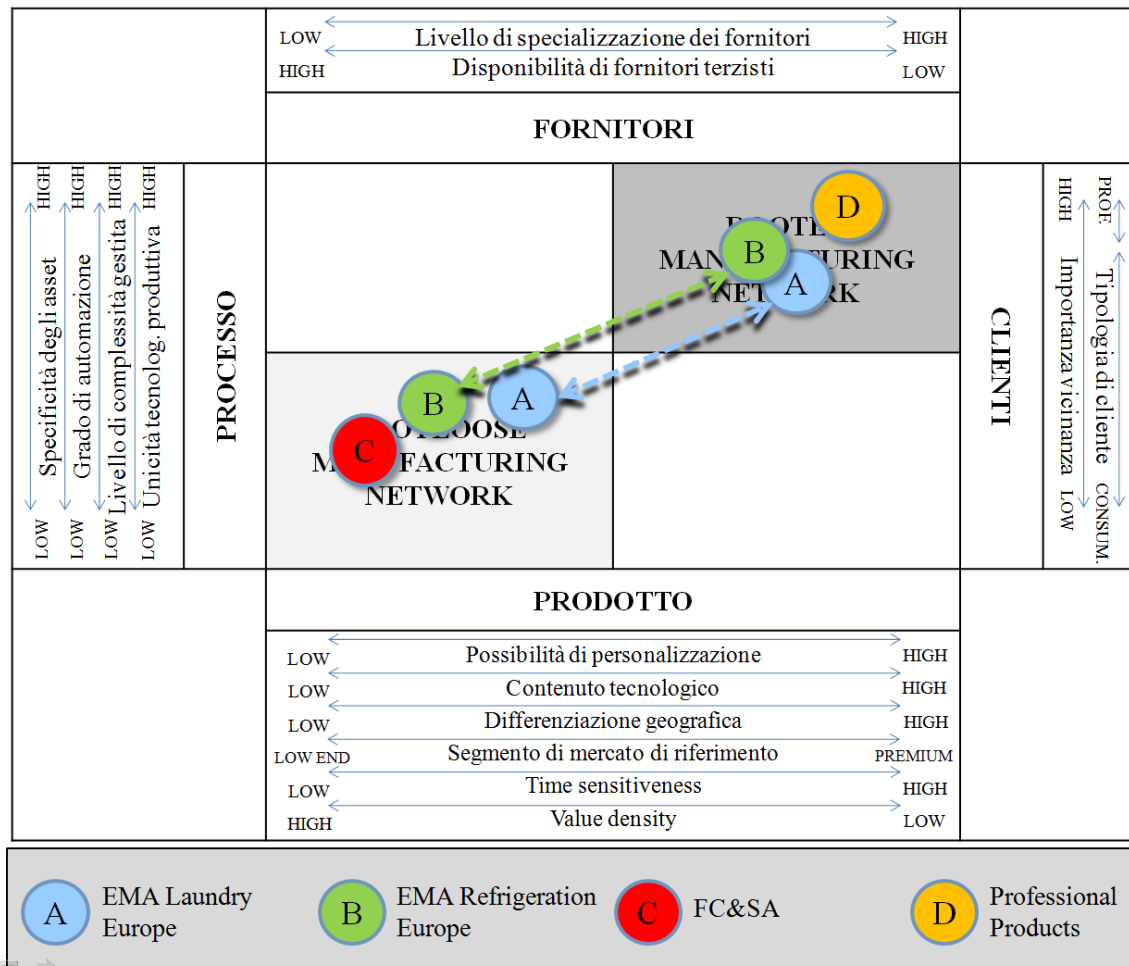 LOW Livello di specializzazione dei fornitori HIGH
HIGH Disponibilità di fornitori terzisti LOW
FORNITORI
HIGH Specificità degli asset LOW
HIGH Grado di automazione LOW
HIGH Livello di complessità gestita LOW
HIGH Unicità tecnolog. produttiva LOW
PROCESSO
D
B
A
NETWORK
B
A
C
MANUFACTURING
NETWORK
CLIENTI
HIGH Importanza vicinanza LOW
PROF. Tipologia di cliente CONSUM.
PRODOTTO
LOW Possibilità di personalizzazione HIGH
LOW Contenuto tecnologico HIGH
LOW Differenziazione geografica HIGH
LOW END Segmento di mercato di riferimento PREMIUM
LOW Time sensitiveness HIGH
HIGH Value density LOW
A EMA Laundry
Europe
B EMA Refrigeration
Europe
C FC&SA
D Professional
Products